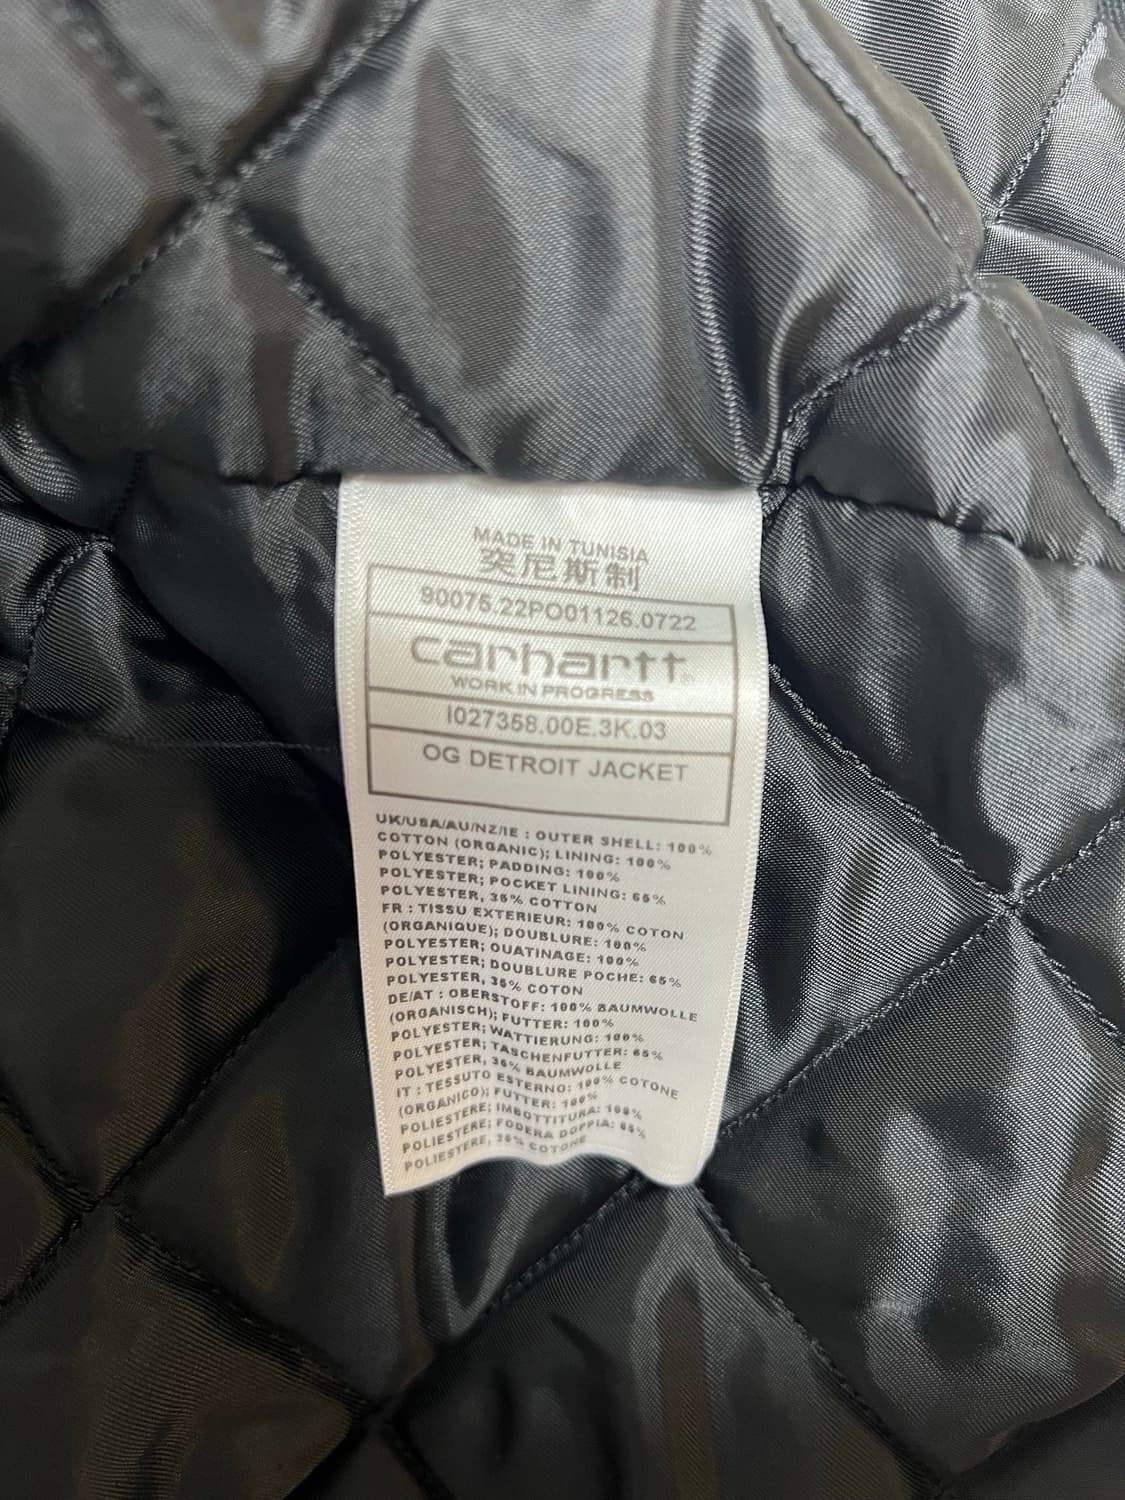 MADE IN TUNISIA
突尼斯制
90075.22PO01126.0722
carhartt
WORK IN PROGRESS
I027358.00E.3K.03
OG DETROIT JACKET
UK/USA/AU/NZ/IE : OUTER SHELL: 100%
COTTON (ORGANIC); LINING: 100%
POLYESTER; PADDING: 100%
POLYESTER; POCKET LINING: 65%
POLYESTER, 35% COTTON
FR : TISSU EXTERIEUR: 100% COTON
(ORGANIQUE); DOUBLURE: 100%
POLYESTER; OUATINAGE: 100%
POLYESTER; DOUBLURE POCHE: 65%
POLYESTER, 35% COTON
DE/AT : OBERSTOFF: 100% BAUMWOLLE
(ORGANISCH); FUTTER: 100%
POLYESTER; WATTIERUNG: 100%
POLYESTER; TASCHENFUTTER: 65%
POLYESTER, 35% BAUMWOLLE
IT : TESSUTO ESTERNO: 100% COTONE
(ORGANICO); FUTTER: 100%
POLIESTERE; IMBOTTITURA: 100%
POLIESTERE; FODERA DOPPIA: 65%
POLIESTERE, 35% COTONE